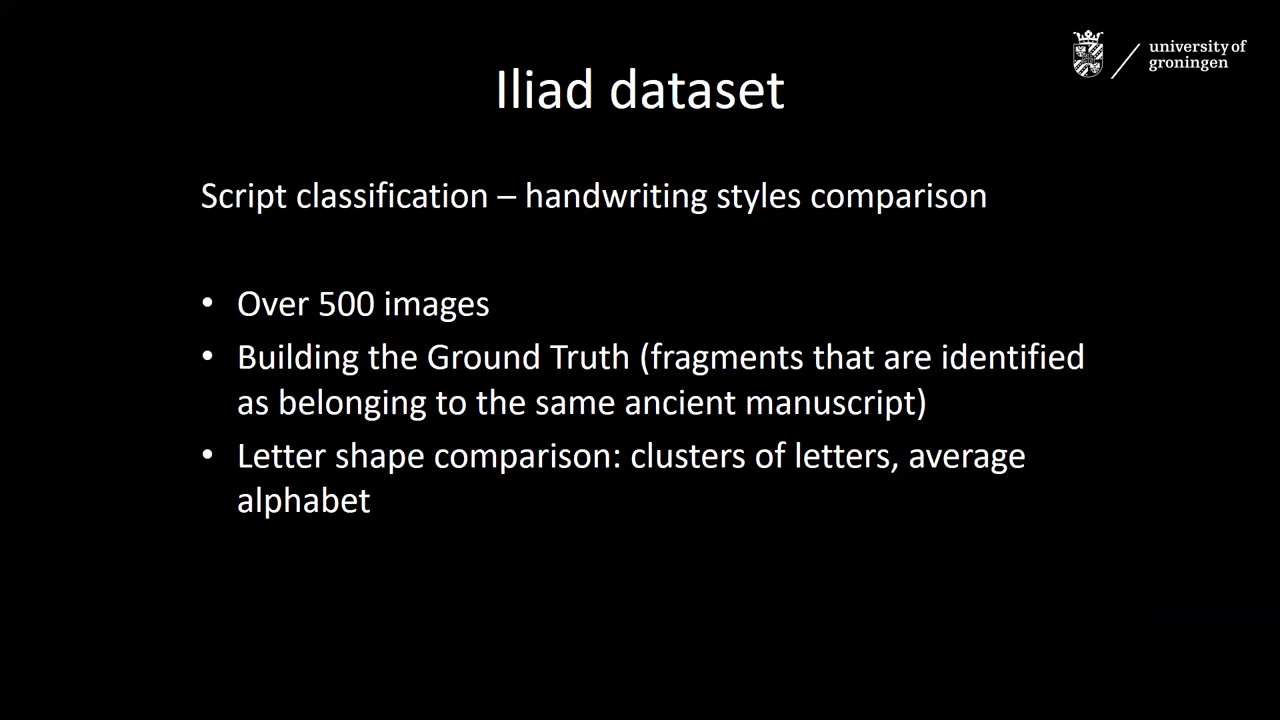 university of
groningen
Iliad dataset
Script classification – handwriting styles comparison
• Over 500 images
• Building the Ground Truth (fragments that are identified
as belonging to the same ancient manuscript)
• Letter shape comparison: clusters of letters, average
alphabet